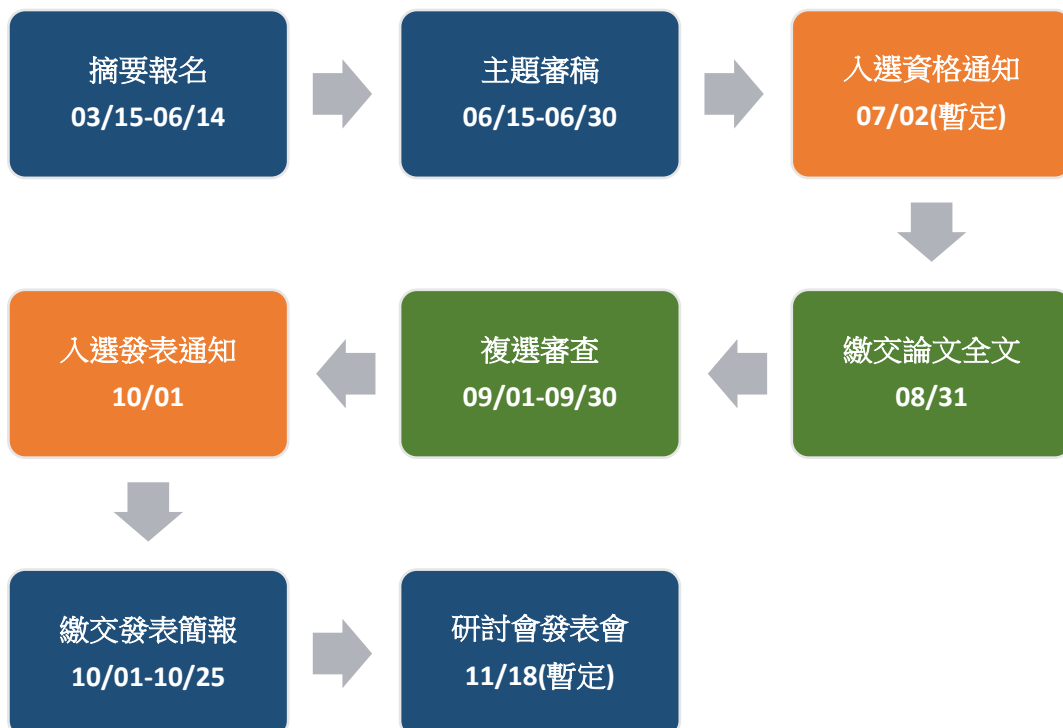 摘要報名
03/15-06/14
主題審稿
06/15-06/30
入選資格通知
07/02(暫定)
繳交論文全文
08/31
複選審查
09/01-09/30
入選發表通知
10/01
繳交發表簡報
10/01-10/25
研討會發表會
11/18(暫定)